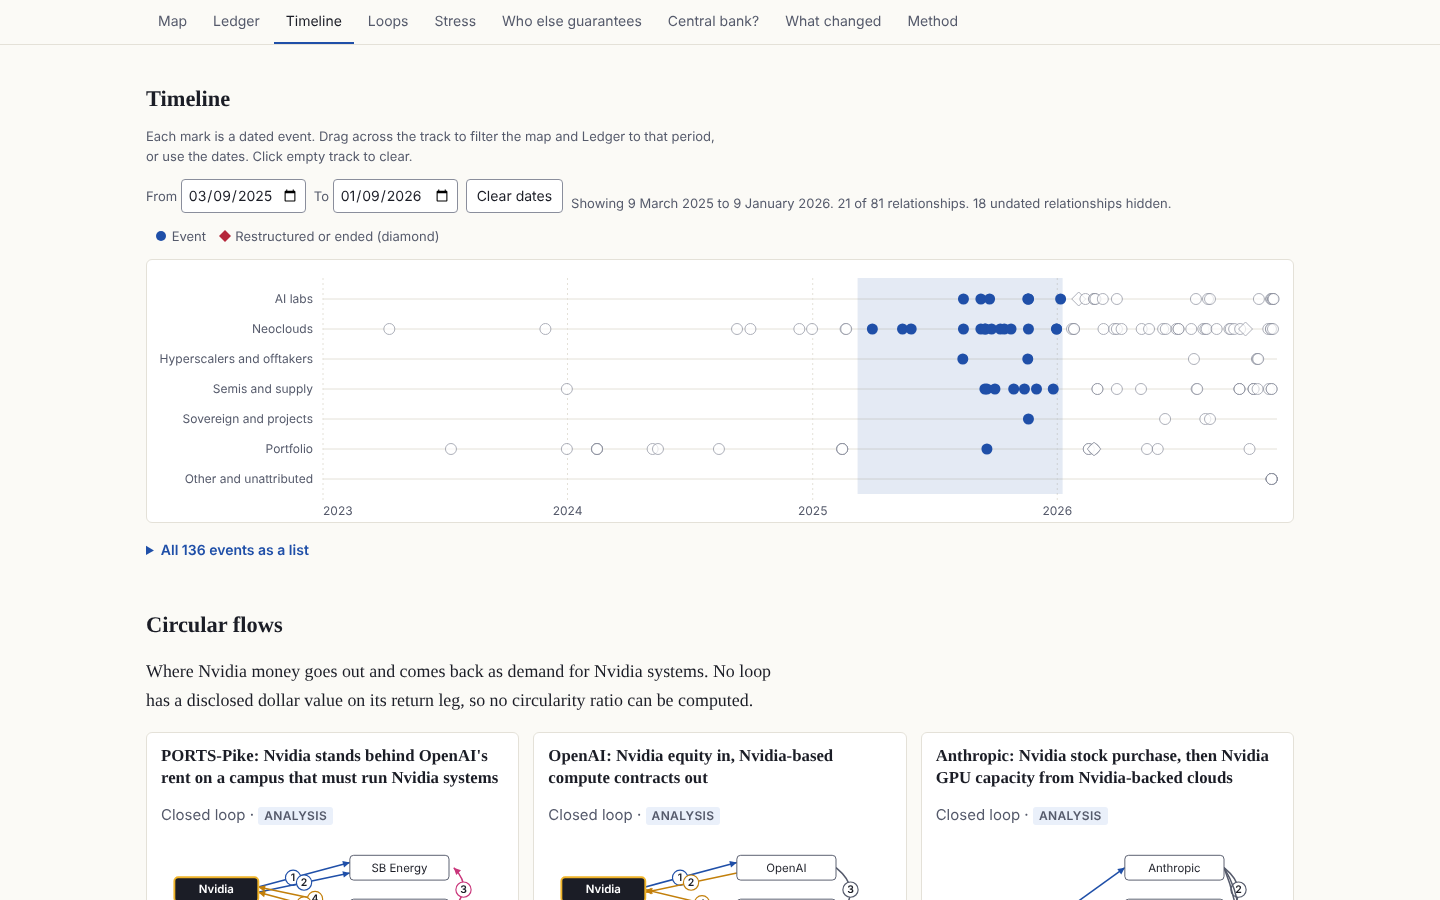 Map Ledger Timeline Loops Stress Who else guarantees Central bank? What changed Method
Timeline
Each mark is a dated event. Drag across the track to filter the map and Ledger to that period,
or use the dates. Click empty track to clear.
From 03/09/2025 To 01/09/2026 Clear dates Showing 9 March 2025 to 9 January 2026. 21 of 81 relationships. 18 undated relationships hidden.
Event Restructured or ended (diamond)
AI labs
Neoclouds
Hyperscalers and offtakers
Semis and supply
Sovereign and projects
Portfolio
Other and unattributed
2023 2024 2025 2026
All 136 events as a list
Circular flows
Where Nvidia money goes out and comes back as demand for Nvidia systems. No loop
has a disclosed dollar value on its return leg, so no circularity ratio can be computed.
PORTS-Pike: Nvidia stands behind OpenAI's
rent on a campus that must run Nvidia systems
Closed loop · ANALYSIS
SB Energy
1
2
Nvidia
3
4
OpenAI: Nvidia equity in, Nvidia-based
compute contracts out
Closed loop · ANALYSIS
OpenAI
1
2
Nvidia
3
Anthropic: Nvidia stock purchase, then Nvidia
GPU capacity from Nvidia-backed clouds
Closed loop · ANALYSIS
Anthropic
2